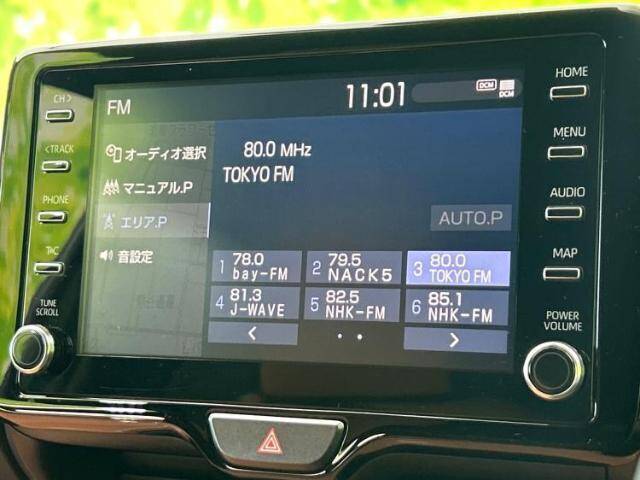 FM
11:01
DCM
DCM
CH>
<TRACK
PHONE
T&C
TUNE
SCROLL
オーディオ選択
マニュアル.P
エリア.P
音設定
80.0 MHz
TOKYO FM
AUTO.P
1 78.0
bay-FM
2 79.5
NACK5
3 80.0
TOKYO FM
4 81.3
J-WAVE
5 82.5
NHK-FM
6 85.1
NHK-FM
<
>
HOME
MENU
AUDIO
MAP
POWER
VOLUME